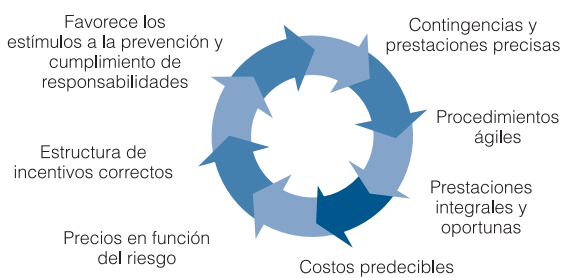 Favorece los
estímulos a la prevención y
cumplimiento de
responsabilidades
Contingencias y
prestaciones precisas
Procedimientos
ágiles
Prestaciones
integrales y
oportunas
Costos predecibles
Precios en función
del riesgo
Estructura de
incentivos correctos